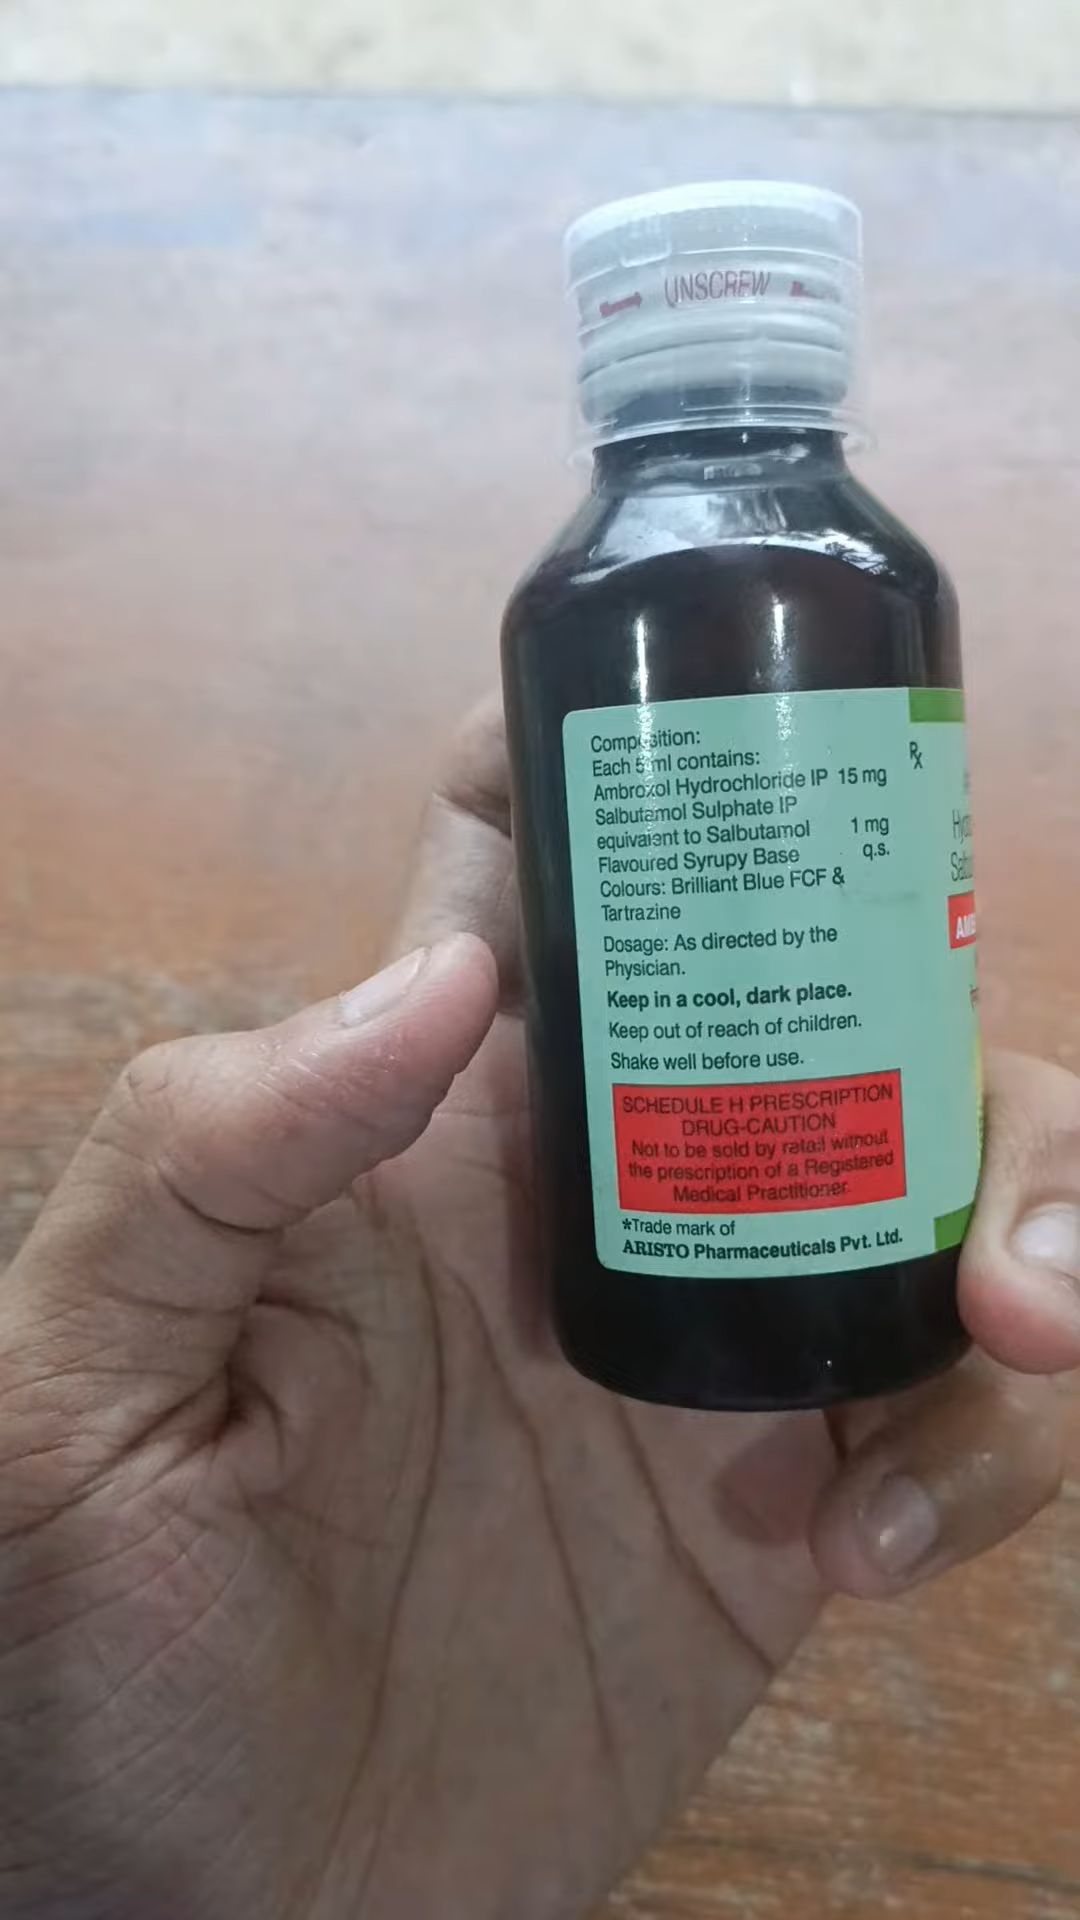 UNSCREW
Composition:
Each 5 ml contains:
Ambroxol Hydrochloride IP 15 mg
Salbutamol Sulphate IP
equivalent to Salbutamol 1 mg
Flavoured Syrupy Base q.s.
Colours: Brilliant Blue FCF &
Tartrazine
Dosage: As directed by the
Physician.
Keep in a cool, dark place.
Keep out of reach of children.
Shake well before use.
SCHEDULE H PRESCRIPTION
DRUG-CAUTION
Not to be sold by retail without
the prescription of a Registered
Medical Practitioner.
*Trade mark of
ARISTO Pharmaceuticals Pvt. Ltd.
Rx